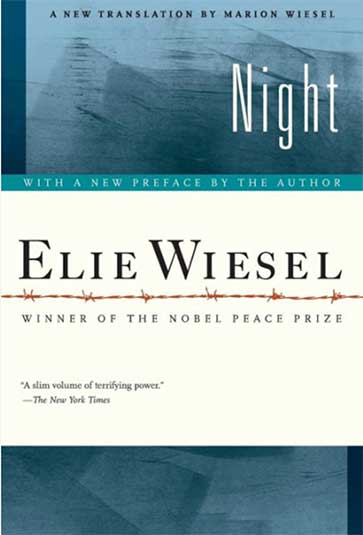 A NEW TRANSLATION BY MARION WIESEL
Night
WITH A NEW PREFACE BY THE AUTHOR
ELIE WIESEL
WINNER OF THE NOBEL PEACE PRIZE
“A slim volume of terrifying power.”
—The New York Times